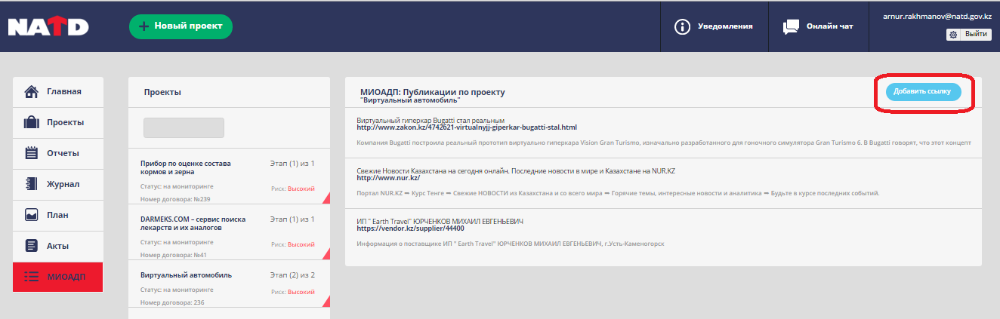 NATD
Новый проект
Уведомления
Онлайн чат
arnur.rakhmanov@natd.gov.kz
Выйти
Главная
Проекты
Отчеты
Журнал
План
Акты
МИОАДП
Проекты
Прибор по оценке состава
кормов и зерна
Этап (1) из 1
Статус: на мониторинге
Риск: Высокий
Номер договора: №239
DARMEKS.COM – сервис поиска
лекарств и их аналогов
Этап (1) из 1
Статус: на мониторинге
Риск: Высокий
Номер договора: №41
Виртуальный автомобиль
Этап (2) из 2
Статус: на мониторинге
Риск: Высокий
Номер договора: 236
МИОАДП: Публикации по проекту
"Виртуальный автомобиль"
Добавить ссылку
Виртуальный гиперкар Bugatti стал реальным
http://www.zakon.kz/4742621-virtualnyjj-giperkar-bugatti-stal.html
Компания Bugatti построила реальный прототип виртуально гиперкара Vision Gran Turismo, изначально разработанного для гоночного симулятора Gran Turismo 6. В Bugatti говорят, что этот концепт
Свежие Новости Казахстана на сегодня онлайн. Последние новости в мире и Казахстане на NUR.KZ
http://www.nur.kz/
Портал NUR.KZ ➡ Курс Тенге ➡ Свежие НОВОСТИ из Казахстана и со всего мира ➡ Горячие темы, интересные новости и аналитика ➡ Будьте в курсе последних событий.
ИП " Earth Travel" ЮРЧЕНКОВ МИХАИЛ ЕВГЕНЬЕВИЧ
https://vendor.kz/supplier/44400
Информация о поставщике ИП " Earth Travel" ЮРЧЕНКОВ МИХАИЛ ЕВГЕНЬЕВИЧ, г.Усть-Каменогорск